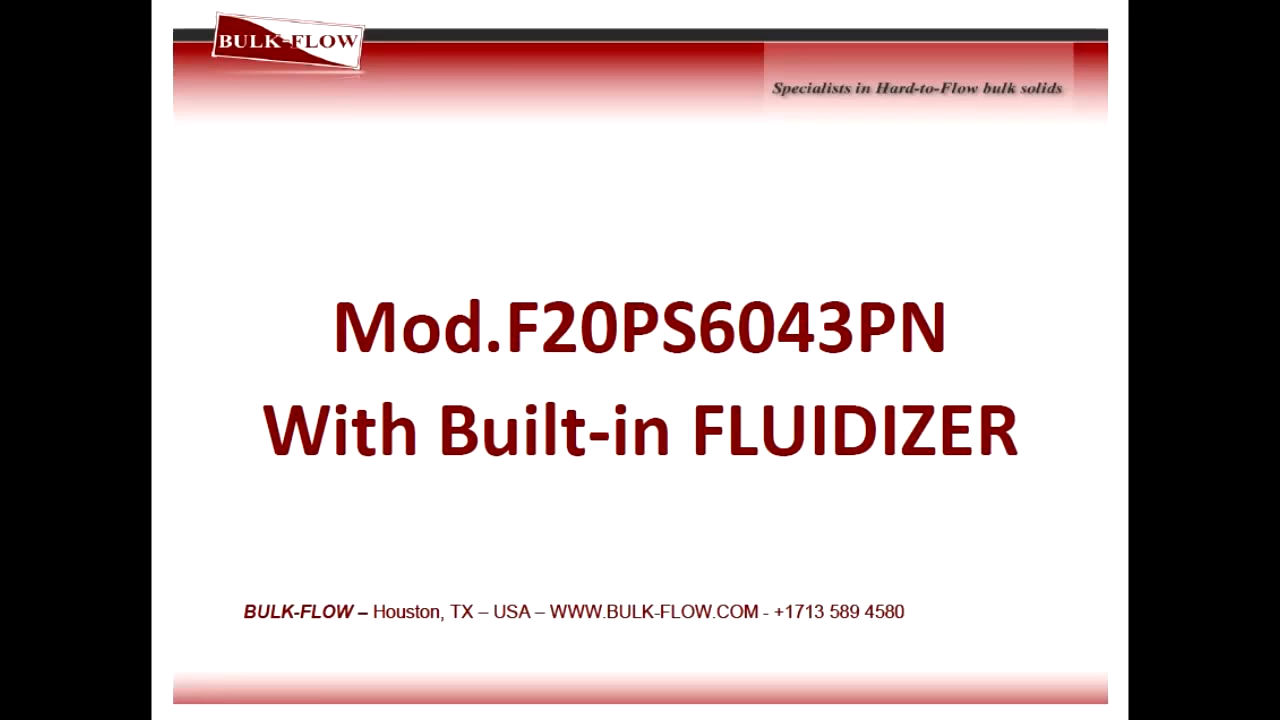 BULK-FLOW
Specialists in Hard-to-Flow bulk solids
Mod.F20PS6043PN
With Built-in FLUIDIZER
BULK-FLOW – Houston, TX – USA – WWW.BULK-FLOW.COM - +1713 589 4580